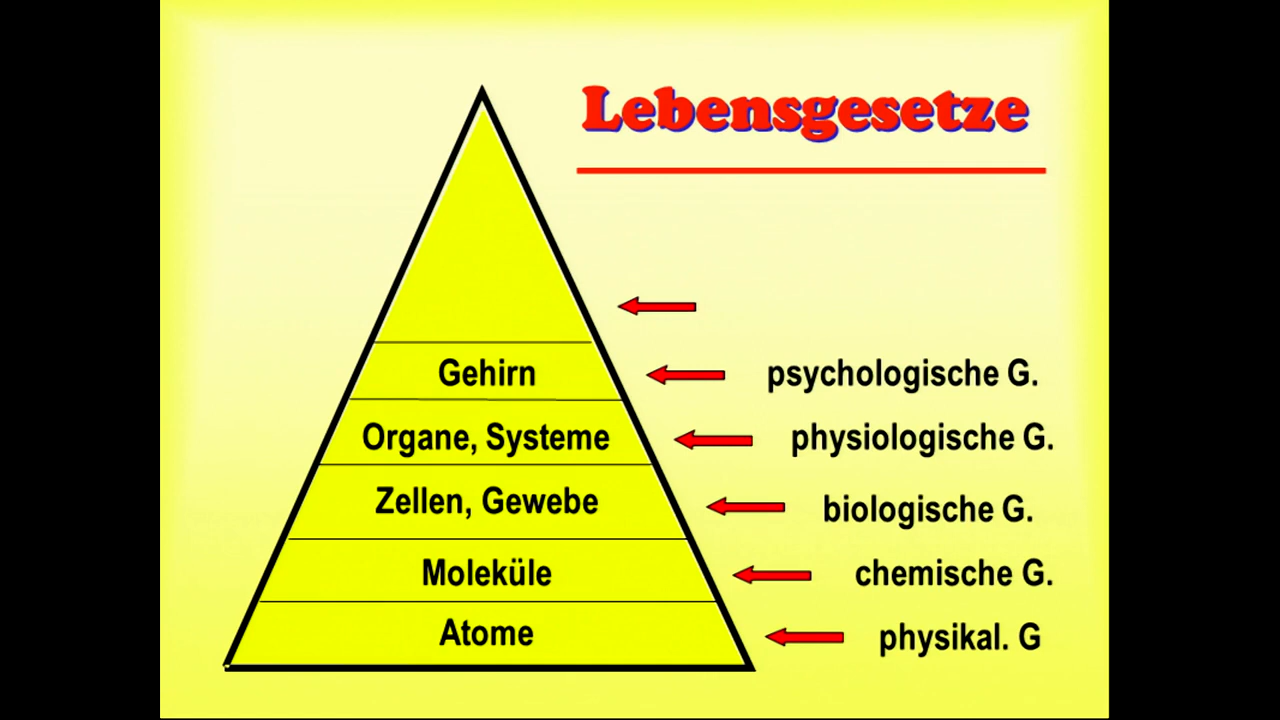 Lebensgesetze
Gehirn
psychologische G.
Organe, Systeme
physiologische G.
Zellen, Gewebe
biologische G.
Moleküle
chemische G.
Atome
physikal. G